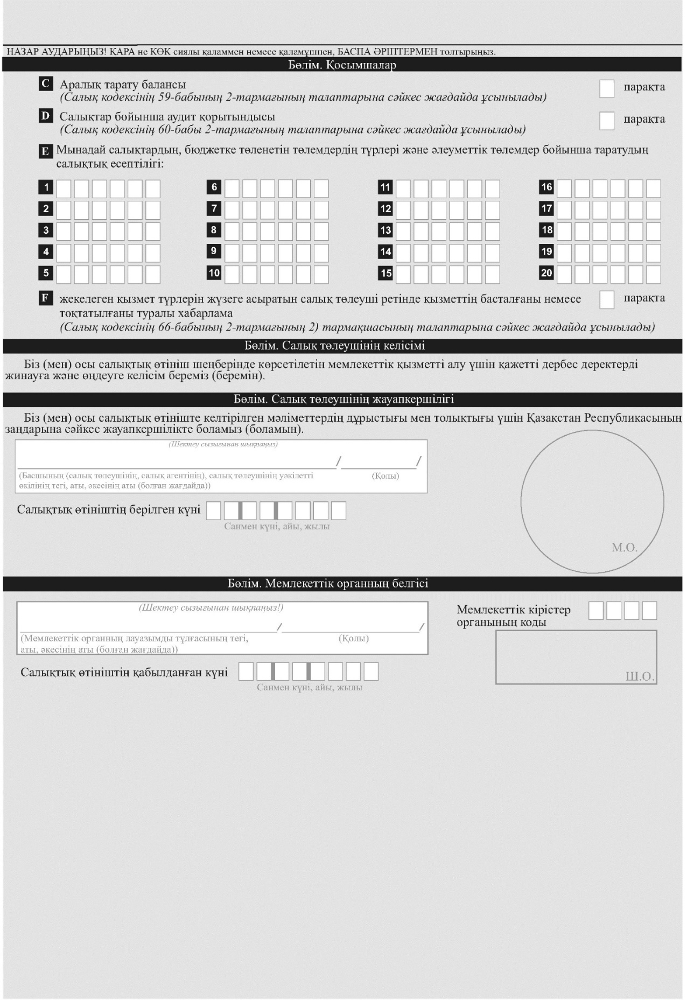 НАЗАР АУДАРЫҢЫЗ! ҚАРА не КӨК сиялы қаламмен немесе қаламұшпен, БАСПА ӘРІПТЕРМЕН толтырыңыз.
Бөлім. Қосымшалар
C Аралық тарату балансы
парақта
(Салық кодексінің 59-бабының 2-тармағының талаптарына сәйкес жағдайда ұсынылады)
D Салықтар бойынша аудит қорытындысы
парақта
(Салық кодексінің 60-бабы 2-тармағының талаптарына сәйкес жағдайда ұсынылады)
E Мынадай салықтардың, бюджетке төленетін төлемдердің түрлері және әлеуметтік төлемдер бойынша таратудың
салықтық есептілігі:
1 6 11 16
2 7 12 17
3 8 13 18
4 9 14 19
5 10 15 20
F жекелеген қызмет түрлерін жүзеге асыратын салық төлеуші ретінде қызметтің басталғаны немесе парақта
тоқтатылғаны туралы хабарлама
(Салық кодексінің 66-бабының 2-тармағының 2) тармақшасының талаптарына сәйкес жағдайда ұсынылады)
Бөлім. Салық төлеушінің келісімі
Біз (мен) осы салықтық өтініш шеңберінде көрсетілетін мемлекеттік қызметті алу үшін қажетті дербес деректерді
жинауға және өңдеуге келісім береміз (беремін).
Бөлім. Салық төлеушінің жауапкершілігі
Біз (мен) осы салықтық өтініште келтірілген мәліметтердің дұрыстығы мен толықтығы үшін Қазақстан Республикасының
заңдарына сәйкес жауапкершілікте боламыз (боламын).
(Шектеу сызығынан шықпаңыз)
/ /
(Басшының (салық төлеушінің, салық агентінің), салық төлеушінің уәкілетті (Қолы)
өкілінің тегі, аты, әкесінің аты (болған жағдайда))
Салықтық өтініштің берілген күні
Санмен күні, айы, жылы
М.О.
Бөлім. Мемлекеттік органның белгісі
(Шектеу сызығынан шықпаңыз!)
/ /
(Мемлекеттік органның лауазымды тұлғасының тегі, (Қолы)
аты, әкесінің аты (болған жағдайда))
Мемлекеттік кірістер
органының коды
Салықтық өтініштің қабылданған күні
Санмен күні, айы, жылы
Ш.О.